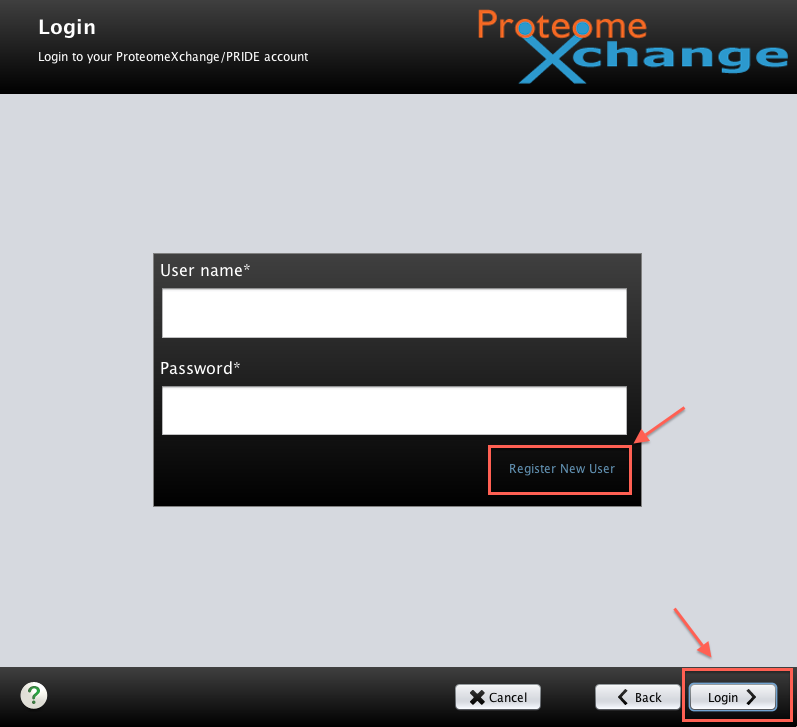 Login
Login to your ProteomeXchange/PRIDE account
Proteome
Xchange
User name*
Password*
Register New User
?
Cancel
Back
Login